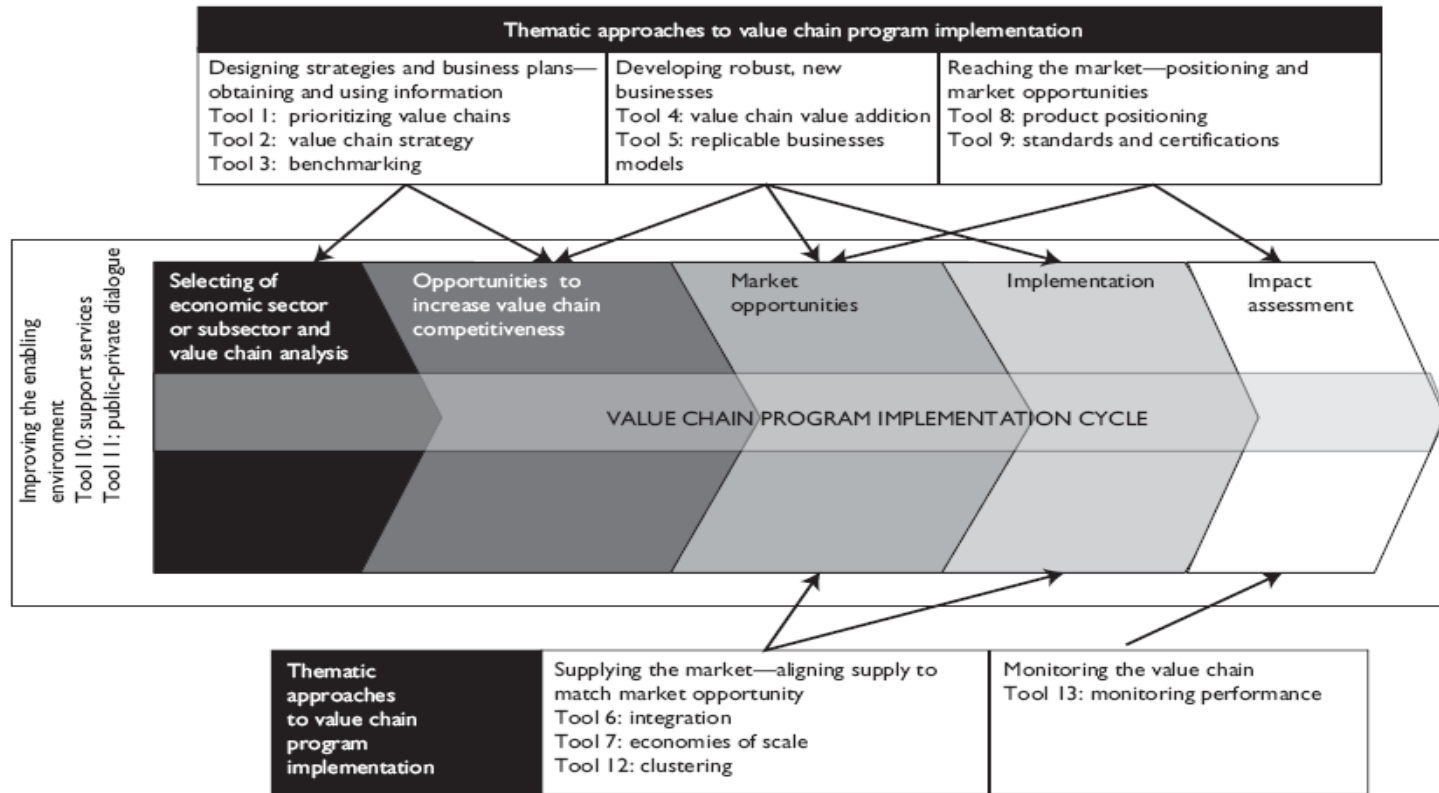 Thematic approaches to value chain program implementation
Designing strategies and business plans—
obtaining and using information
Tool 1: prioritizing value chains
Tool 2: value chain strategy
Tool 3: benchmarking
Developing robust, new
businesses
Tool 4: value chain value addition
Tool 5: replicable businesses
models
Reaching the market—positioning and
market opportunities
Tool 8: product positioning
Tool 9: standards and certifications
Improving the enabling
environment
Tool 10: support services
Tool 11: public-private dialogue
Selecting of
economic sector
or subsector and
value chain analysis
Opportunities to
increase value chain
competitiveness
Market
opportunities
Implementation
Impact
assessment
VALUE CHAIN PROGRAM IMPLEMENTATION CYCLE
Thematic
approaches
to value chain
program
implementation
Supplying the market—aligning supply to
match market opportunity
Tool 6: integration
Tool 7: economies of scale
Tool 12: clustering
Monitoring the value chain
Tool 13: monitoring performance